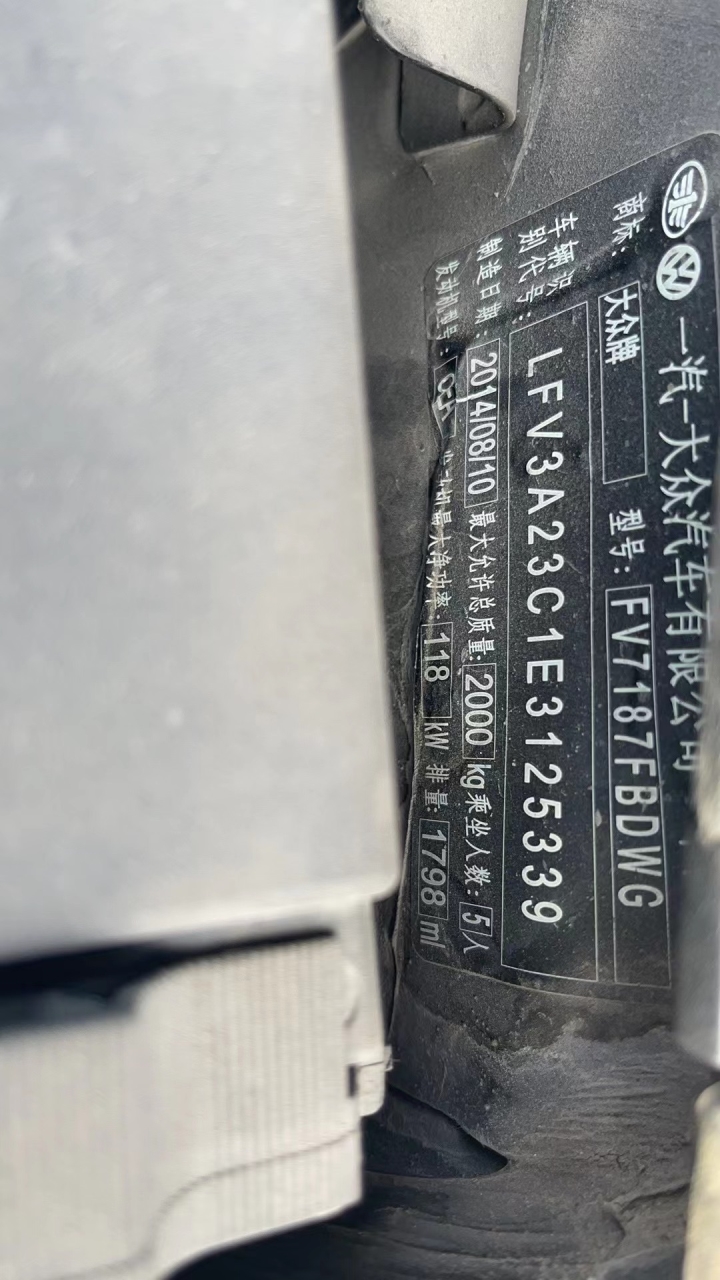 一汽-大众汽车有限公司
商标: 大众牌 型号: FV7187FBDWG
车辆识别代号: LFV3A23C1E3125339
制造日期: 2014/08/10 最大允许总质量: 2000 kg 乘坐人数: 5 人
发动机型号: 最大净功率: 118 kW 排量: 1798 ml